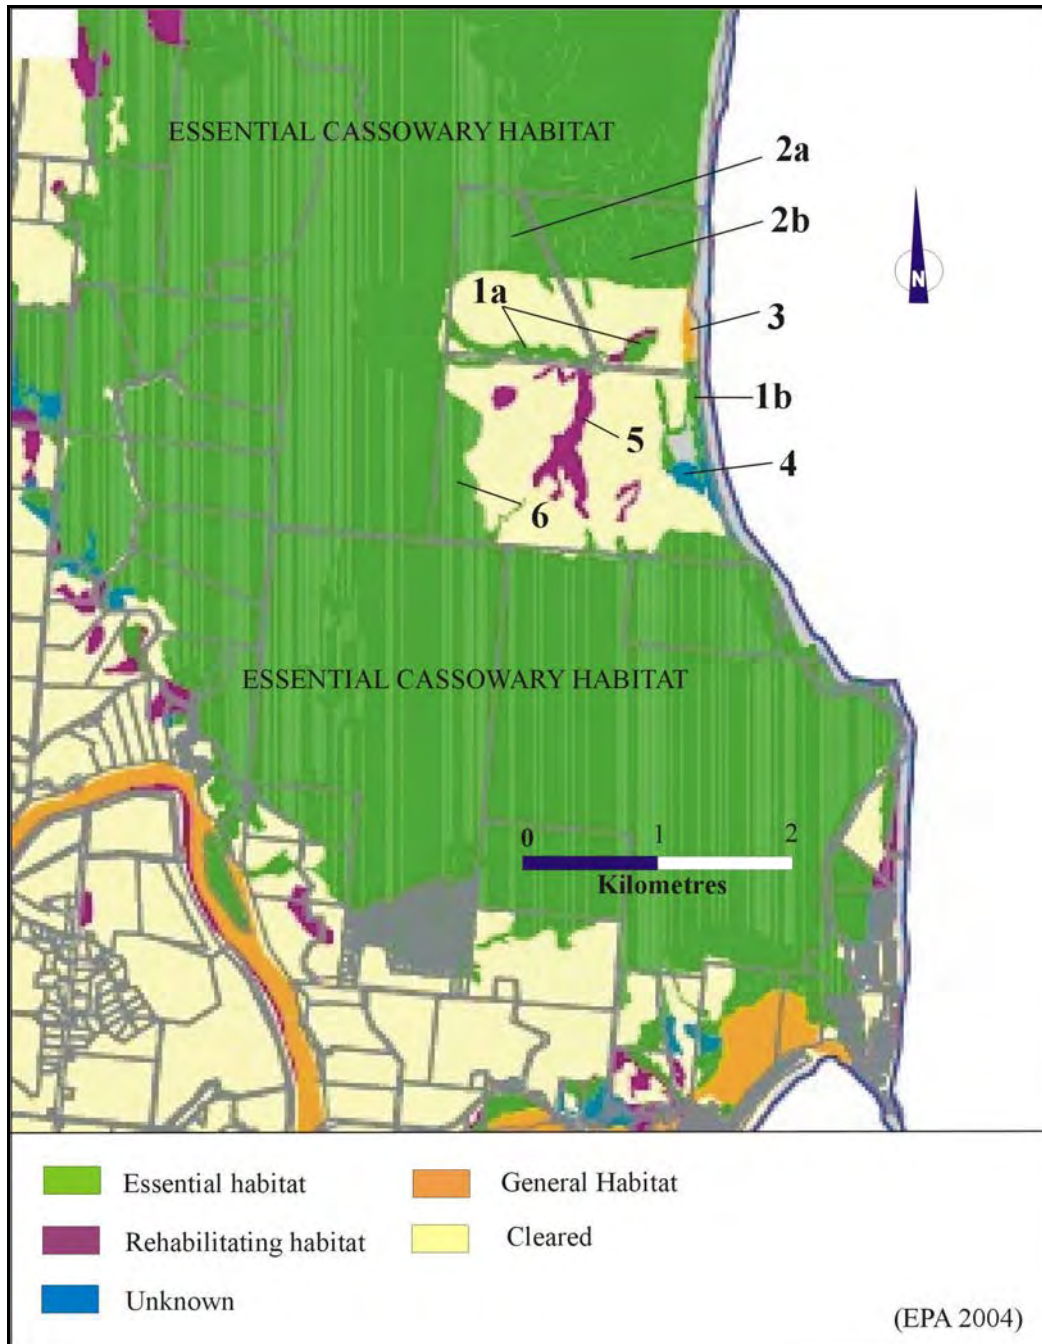 ESSENTIAL CASSOWARY HABITAT
2a
2b
1a
3
N
1b
5
4
6
ESSENTIAL CASSOWARY HABITAT
0 1 2
Kilometres
Essential habitat
General Habitat
Rehabilitating habitat
Cleared
Unknown
(EPA 2004)